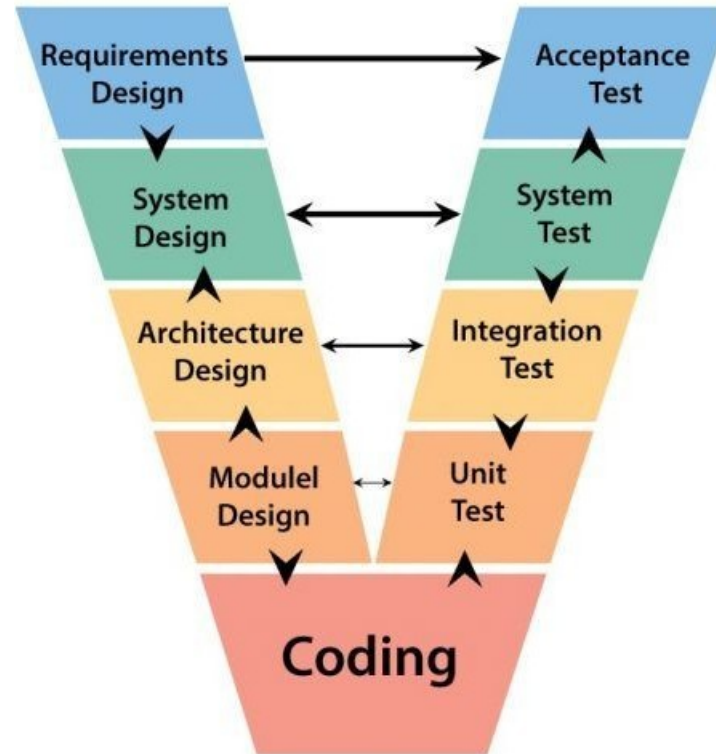 Requirements
Design
Acceptance
Test
System
Design
System
Test
Architecture
Design
Integration
Test
Modulel
Design
Unit
Test
Coding